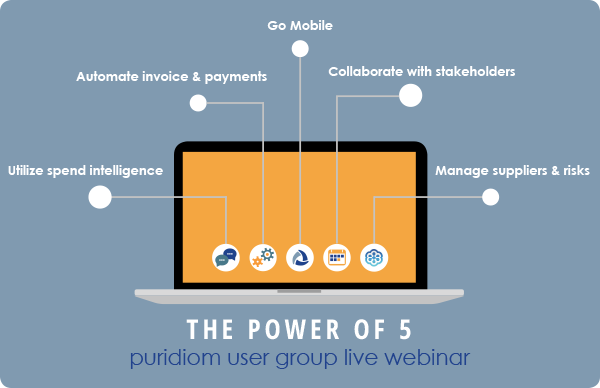 Go Mobile
Automate invoice & payments
Collaborate with stakeholders
Utilize spend intelligence
Manage suppliers & risks
THE POWER OF 5
puridiom user group live webinar